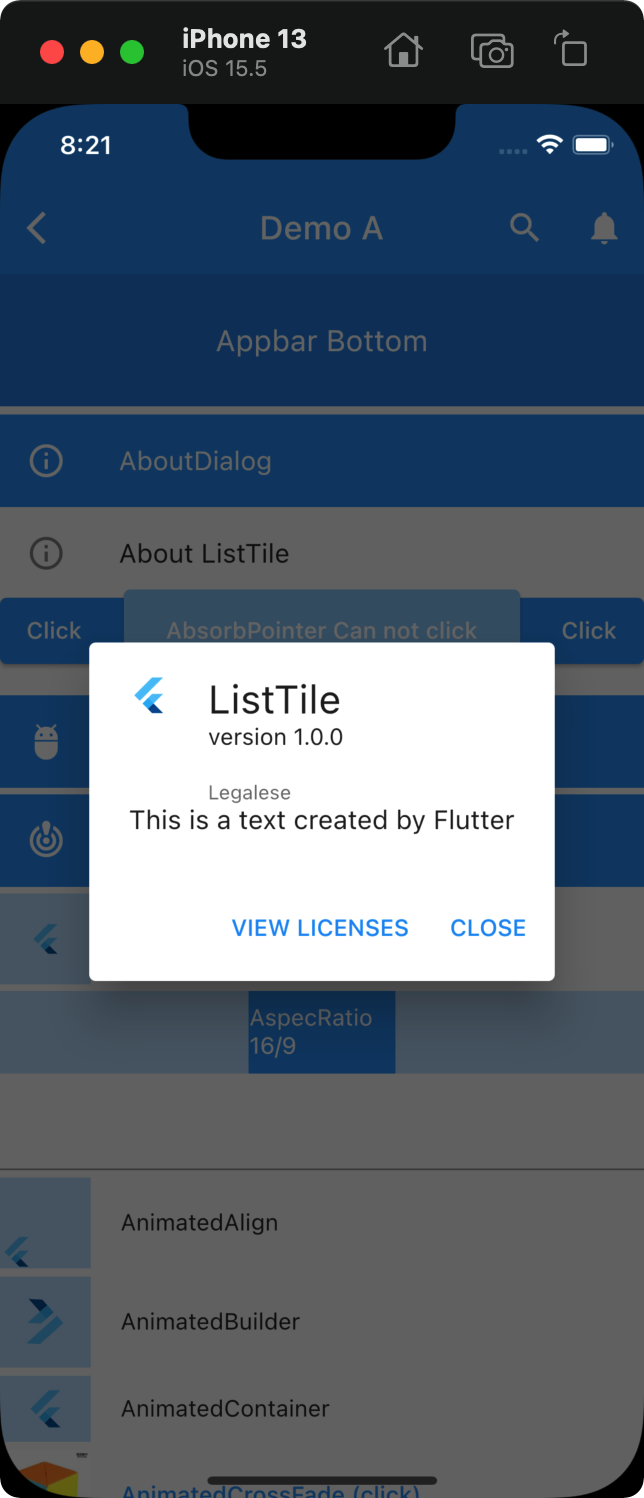 iPhone 13
iOS 15.5
8:21
Demo A
Appbar Bottom
AboutDialog
About ListTile
Click
AbsorbPointer Can not click
Click
ListTile
version 1.0.0
Legalese
This is a text created by Flutter
VIEW LICENSES
CLOSE
AspecRatio
16/9
AnimatedAlign
AnimatedBuilder
AnimatedContainer
AnimatedCrossFade (click)